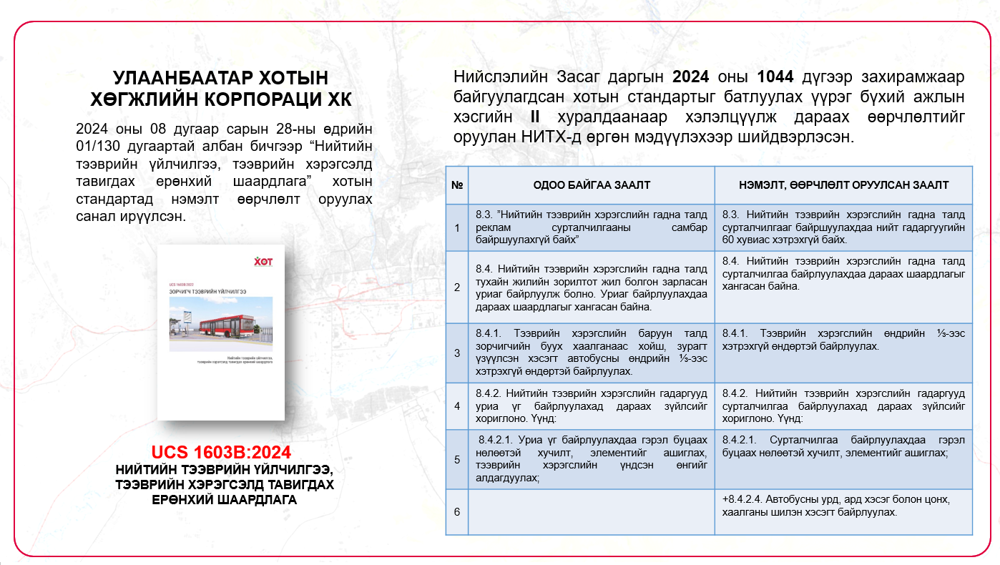 УЛААНБААТАР ХОТЫН
ХӨГЖЛИЙН КОРПОРАЦИ ХК
2024 оны 08 дугаар сарын 28-ны өдрийн
01/130 дугаартай албан бичгээр “Нийтийн
тээврийн үйлчилгээ, тээврийн хэрэгсэлд
тавигдах ерөнхий шаардлага” хотын
стандартад нэмэлт өөрчлөлт оруулах
санал ирүүлсэн.
ХОТ
UCS 1603B:2022
ЗОРЧИГЧ ТЭЭВРИЙН ҮЙЛЧИЛГЭЭ
Нийтийн тээврийн үйлчилгээ,
тээврийн хэрэгсэлд тавигдах ерөнхий шаардлага
UCS 1603B:2024
НИЙТИЙН ТЭЭВРИЙН ҮЙЛЧИЛГЭЭ,
ТЭЭВРИЙН ХЭРЭГСЭЛД ТАВИГДАХ
ЕРӨНХИЙ ШААРДЛАГА
Нийслэлийн Засаг даргын 2024 оны 1044 дүгээр захирамжаар
байгуулагдсан хотын стандартыг батлуулах үүрэг бүхий ажлын
хэсгийн II хуралдаанаар хэлэлцүүлж дараах өөрчлөлтийг
оруулан НИТХ-д өргөн мэдүүлэхээр шийдвэрлэсэн.
№ ОДОО БАЙГАА ЗААЛТ НЭМЭЛТ, ӨӨРЧЛӨЛТ ОРУУЛСАН ЗААЛТ
1
8.3. ”Нийтийн тээврийн хэрэгслийн гадна талд
реклам сурталчилгааны самбар
байршуулахгүй байх”
8.3. Нийтийн тээврийн хэрэгслийн гадна талд
сурталчилгааг байршуулахдаа нийт гадаргуугийн
60 хувиас хэтрэхгүй байх.
2
8.4. Нийтийн тээврийн хэрэгслийн гадна талд
тухайн жилийн зорилтот жил болгон зарласан
уриаг байрлуулж болно. Уриаг байрлуулахдаа
дараах шаардлагыг хангасан байна.
8.4. Нийтийн тээврийн хэрэгслийн гадна талд
сурталчилгаа байрлуулахдаа дараах шаардлагыг
хангасан байна.
3
8.4.1. Тээврийн хэрэгслийн баруун талд
зорчигчийн буух хаалганаас хойш, зурагт
үзүүлсэн хэсэгт автобусны өндрийн ⅓-ээс
хэтрэхгүй өндөртэй байрлуулах.
8.4.1. Тээврийн хэрэгслийн өндрийн ⅓-ээс
хэтрэхгүй өндөртэй байрлуулах.
4
8.4.2. Нийтийн тээврийн хэрэгслийн гадаргууд
уриа үг байрлуулахад дараах зүйлсийг
хориглоно. Үүнд:
8.4.2. Нийтийн тээврийн хэрэгслийн гадаргууд
сурталчилгаа байрлуулахад дараах зүйлсийг
хориглоно. Үүнд:
5
8.4.2.1. Уриа үг байрлуулахдаа гэрэл буцаах
нөлөөтэй хучилт, элементийг ашиглах,
тээврийн хэрэгслийн үндсэн өнгийг
алдагдуулах;
8.4.2.1. Сурталчилгаа байрлуулахдаа гэрэл
буцаах нөлөөтэй хучилт, элементийг ашиглах;
6
+8.4.2.4. Автобусны урд, ард хэсэг болон цонх,
хаалганы шилэн хэсэгт байрлуулах.